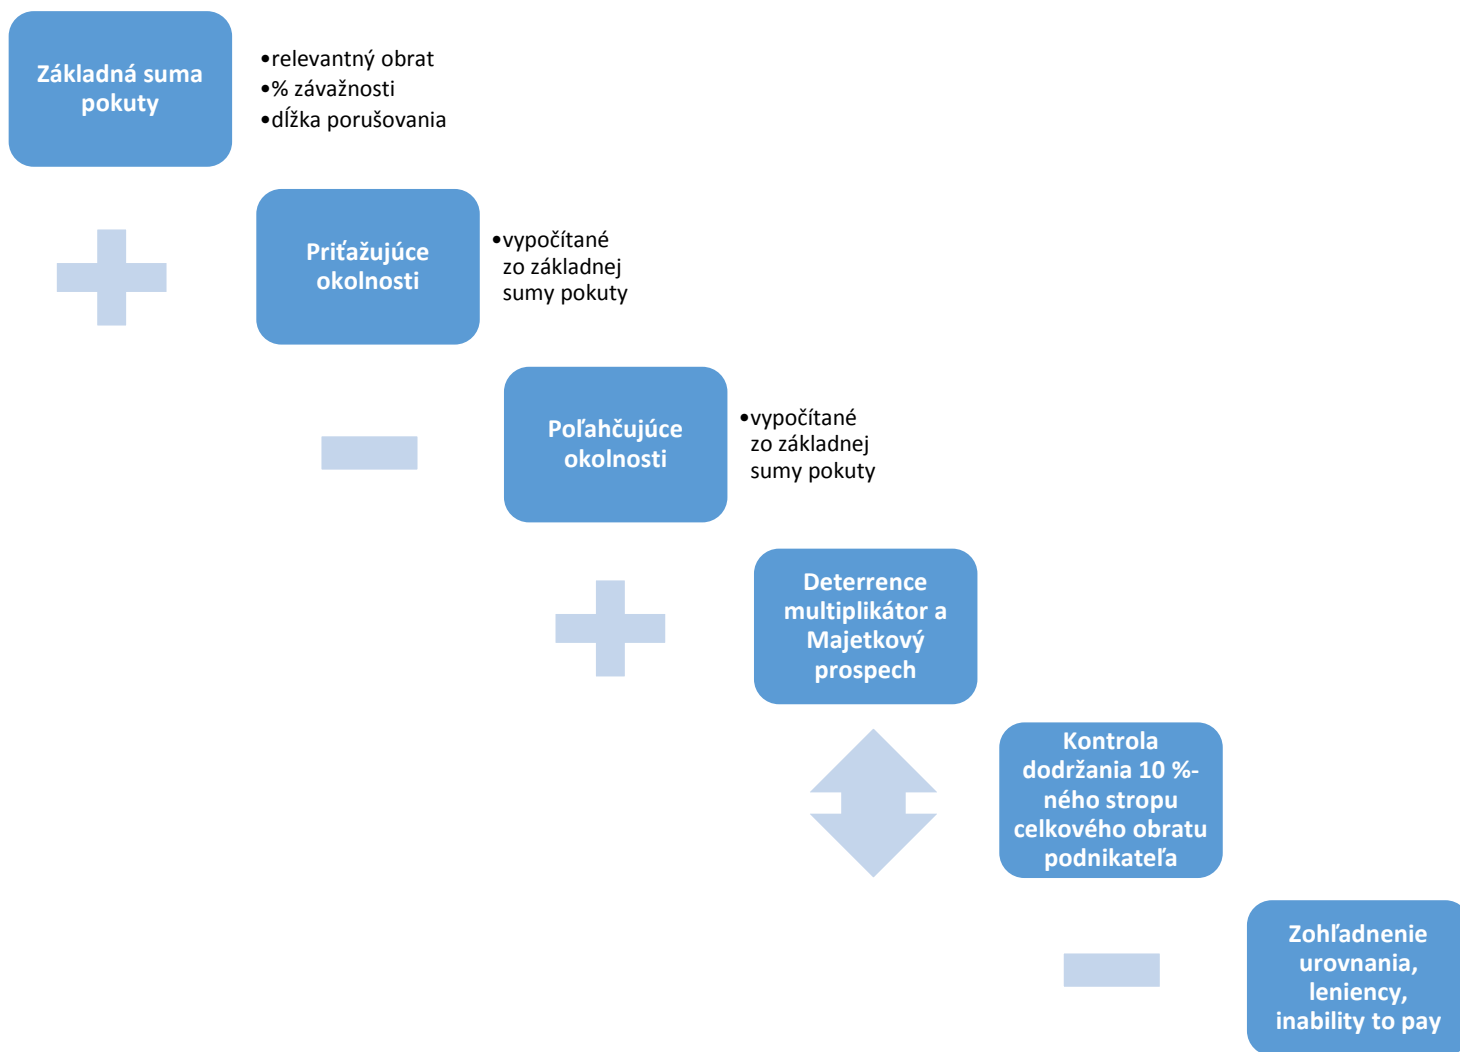 Základná suma
pokuty
•relevantný obrat
•% závažnosti
•dĺžka porušovania
Priťažujúce
okolnosti
•vypočítané
zo základnej
sumy pokuty
Poľahčujúce
okolnosti
•vypočítané
zo základnej
sumy pokuty
Deterrence
multiplikátor a
Majetkový
prospech
Kontrola
dodržania 10 %-
ného stropu
celkového obratu
podnikateľa
Zohľadnenie
urovnania,
leniency,
inability to pay